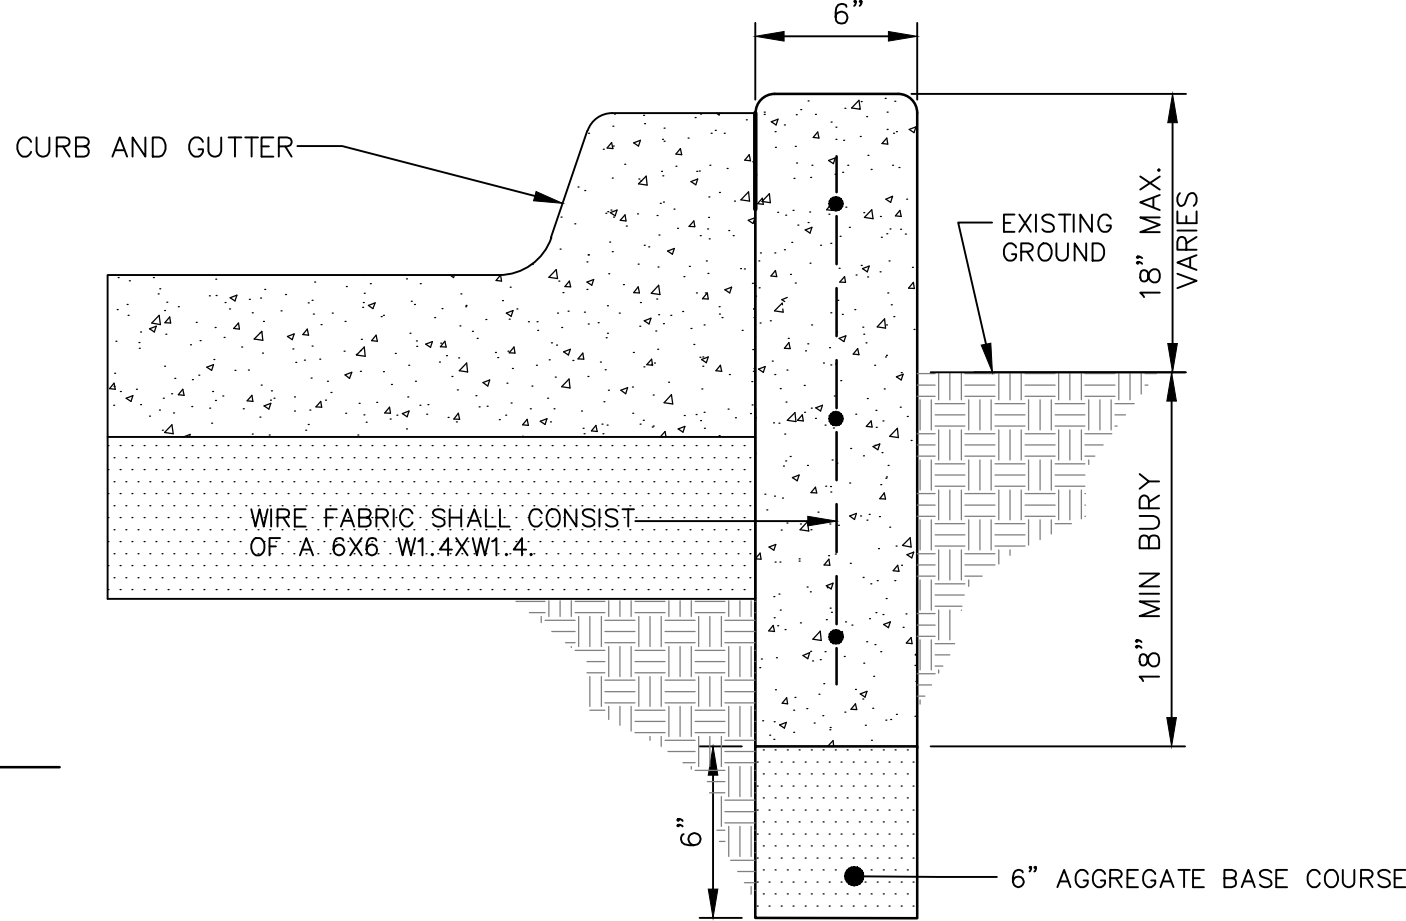 6”
CURB AND GUTTER
EXISTING
GROUND
18” MAX.
VARIES
WIRE FABRIC SHALL CONSIST
OF A 6X6 W1.4XW1.4.
18” MIN BURY
6”
6” AGGREGATE BASE COURSE